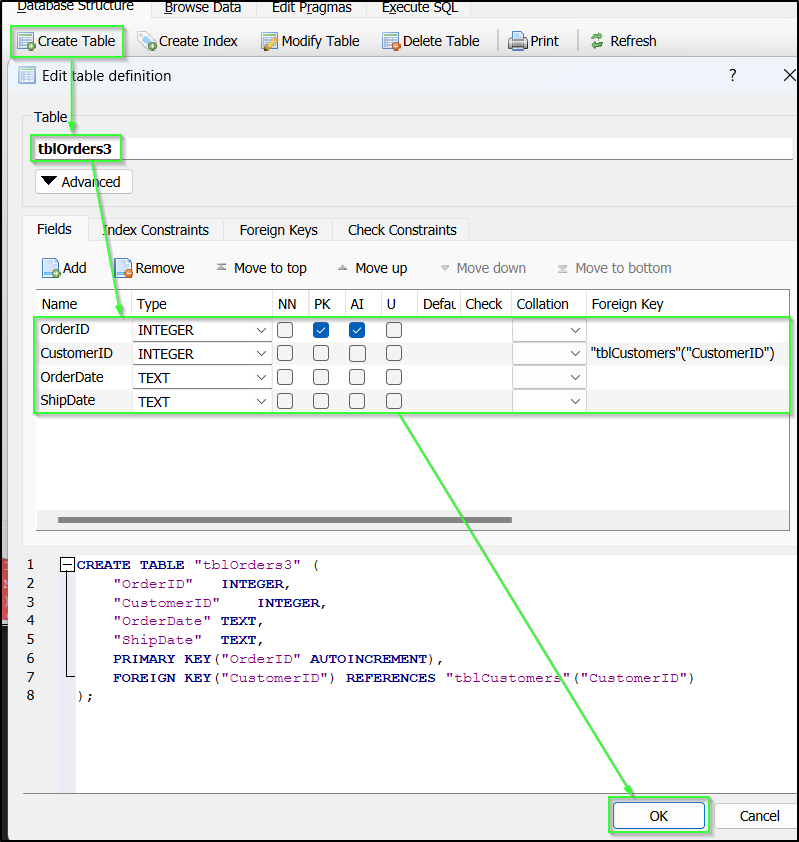 Database Structure Browse Data Edit Pragmas Execute SQL
Create Table Create Index Modify Table Delete Table Print Refresh
Edit table definition ? X
Table
tblOrders3
Advanced
Fields Index Constraints Foreign Keys Check Constraints
Add Remove Move to top Move up Move down Move to bottom
Name Type NN PK AI U Defau Check Collation Foreign Key
OrderID INTEGER
CustomerID INTEGER "tblCustomers"("CustomerID")
OrderDate TEXT
ShipDate TEXT
1 CREATE TABLE "tblOrders3" (
2 "OrderID" INTEGER,
3 "CustomerID" INTEGER,
4 "OrderDate" TEXT,
5 "ShipDate" TEXT,
6 PRIMARY KEY("OrderID" AUTOINCREMENT),
7 FOREIGN KEY("CustomerID") REFERENCES "tblCustomers"("CustomerID")
8 );
OK Cancel